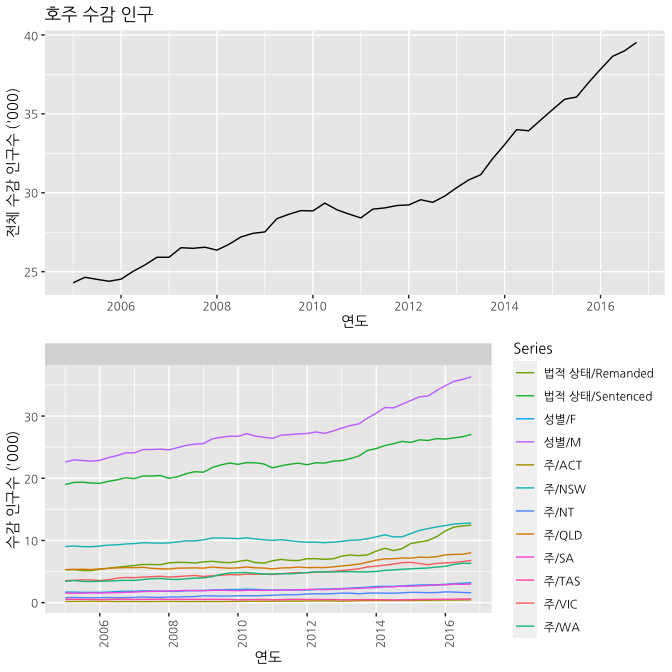 호주 수감 인구
전체 수감 인구수 ('000)
40
35
30
25
2006 2008 2010 2012 2014 2016
연도
수감 인구수 ('000)
30
20
10
0
2006 2008 2010 2012 2014 2016
연도
Series
법적 상태/Remanded
법적 상태/Sentenced
성별/F
성별/M
주/ACT
주/NSW
주/NT
주/QLD
주/SA
주/TAS
주/VIC
주/WA